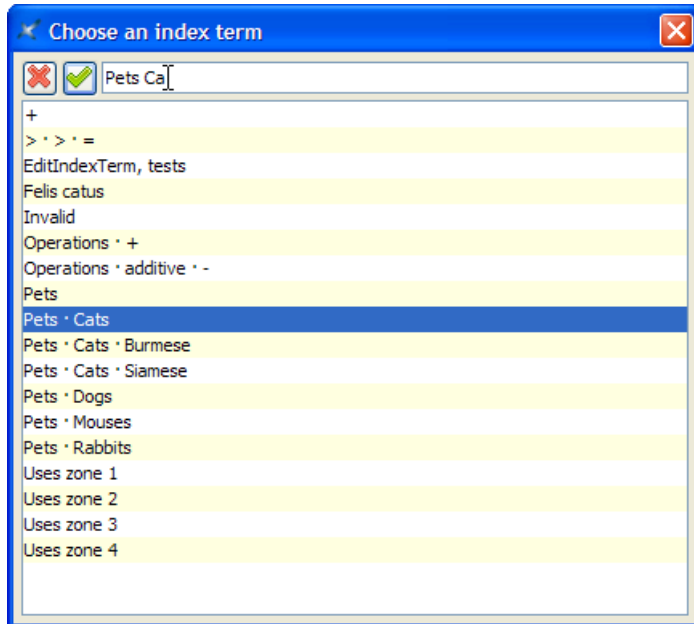 Choose an index term
Pets Ca
+
> · > · =
EditIndexTerm, tests
Felis catus
Invalid
Operations · +
Operations · additive · -
Pets
Pets · Cats
Pets · Cats · Burmese
Pets · Cats · Siamese
Pets · Dogs
Pets · Mouses
Pets · Rabbits
Uses zone 1
Uses zone 2
Uses zone 3
Uses zone 4